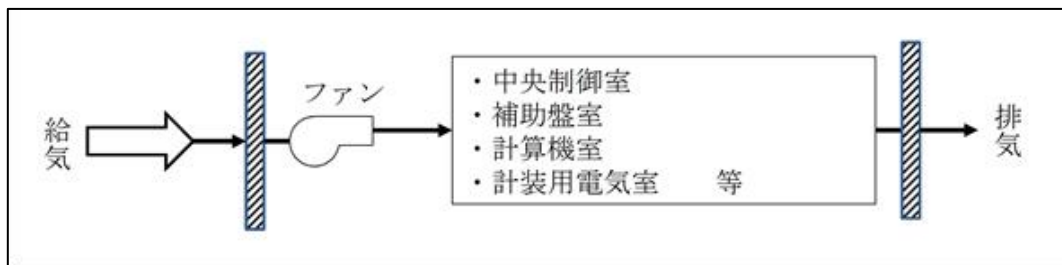 給気
ファン
・中央制御室
・補助盤室
・計算機室
・計装用電気室　　等
排気